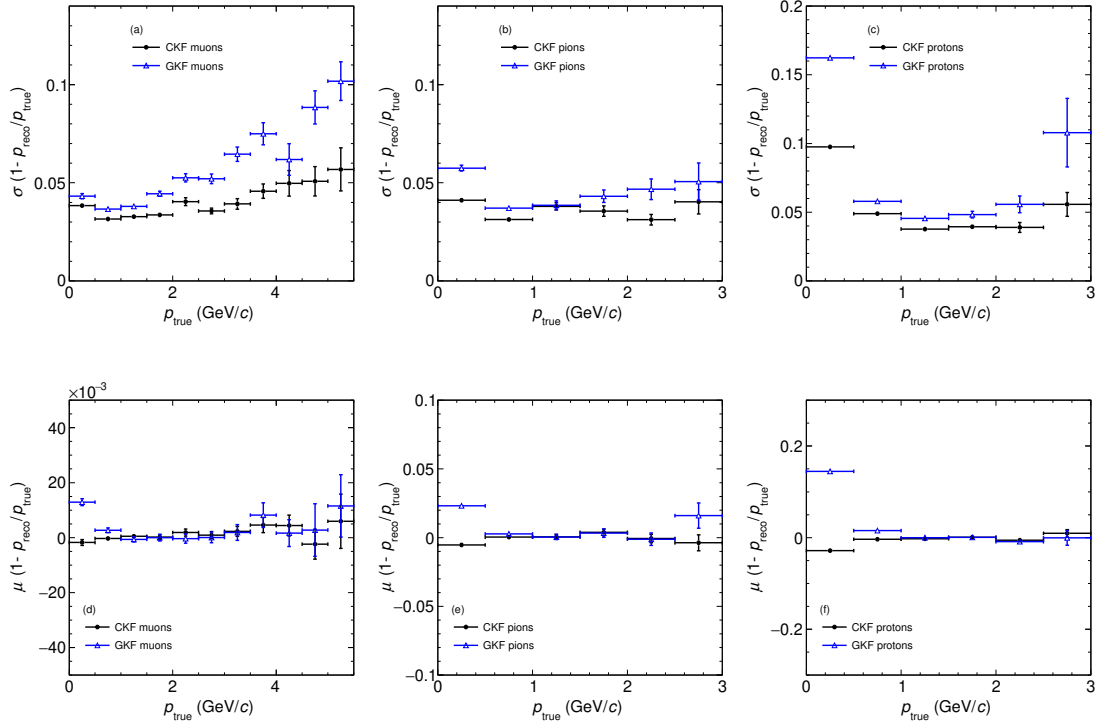 (a)
CKF muons
GKF muons
0.1
0.05
0
σ (1- p_reco/p_true)
0 2 4
p_true (GeV/c)
(b)
CKF pions
GKF pions
0.1
0.05
0
σ (1- p_reco/p_true)
0 1 2 3
p_true (GeV/c)
(c)
CKF protons
GKF protons
0.2
0.15
0.1
0.05
0
σ (1- p_reco/p_true)
0 1 2 3
p_true (GeV/c)
×10⁻³
40
20
0
−20
−40
μ (1- p_reco/p_true)
(d)
CKF muons
GKF muons
0 2 4
p_true (GeV/c)
0.1
0.05
0
−0.05
−0.1
μ (1- p_reco/p_true)
(e)
CKF pions
GKF pions
0 1 2 3
p_true (GeV/c)
0.2
0
−0.2
μ (1- p_reco/p_true)
(f)
CKF protons
GKF protons
0 1 2 3
p_true (GeV/c)